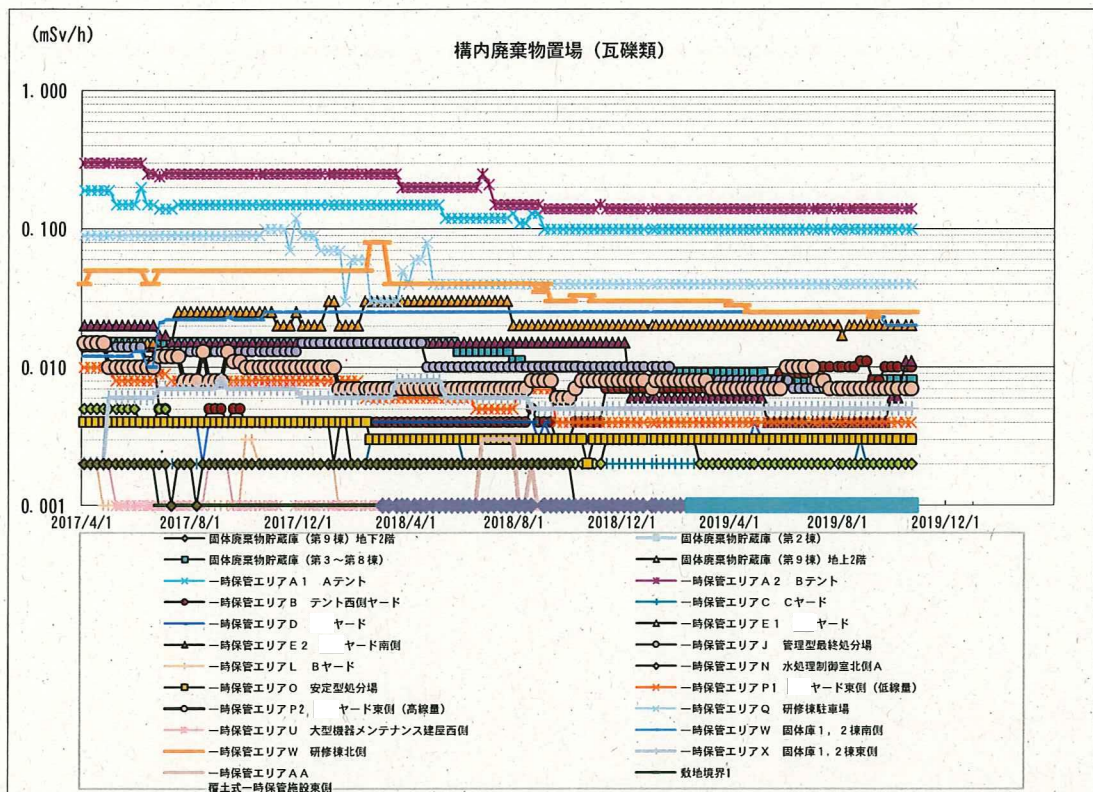 (mSv/h)
構内廃棄物置場（瓦礫類）
1.000
0.100
0.010
0.001
2017/4/1 2017/8/1 2017/12/1 2018/4/1 2018/8/1 2018/12/1 2019/4/1 2019/8/1 2019/12/1
固体廃棄物貯蔵庫（第9棟）地下2階 固体廃棄物貯蔵庫（第2棟）
固体廃棄物貯蔵庫（第3～第8棟） 固体廃棄物貯蔵庫（第9棟）地上2階
一時保管エリアA1 Aテント 一時保管エリアA2 Bテント
一時保管エリアB テント西側ヤード 一時保管エリアC Cヤード
一時保管エリアD ヤード 一時保管エリアE1 ヤード
一時保管エリアE2 ヤード南側 一時保管エリアJ 管理型最終処分場
一時保管エリアL Bヤード 一時保管エリアN 水処理制御室北側A
一時保管エリアO 安定型処分場 一時保管エリアP1 ヤード東側（低線量）
一時保管エリアP2, ヤード東側（高線量） 一時保管エリアQ 研修棟駐車場
一時保管エリアU 大型機器メンテナンス建屋西側 一時保管エリアW 固体庫1，2棟南側
一時保管エリアW 研修棟北側 一時保管エリアX 固体庫1,2棟東側
一時保管エリアAA 敷地境界1
覆土式一時保管施設東側